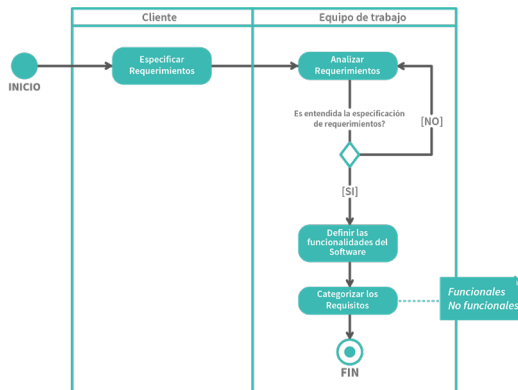 Cliente
Equipo de trabajo
INICIO
Especificar
Requerimientos
Analizar
Requerimientos
Es entendida la especificación
de requerimientos?
[NO]
[SI]
Definir las
funcionalidades del
Software
Categorizar los
Requisitos
Funcionales
No funcionales
FIN